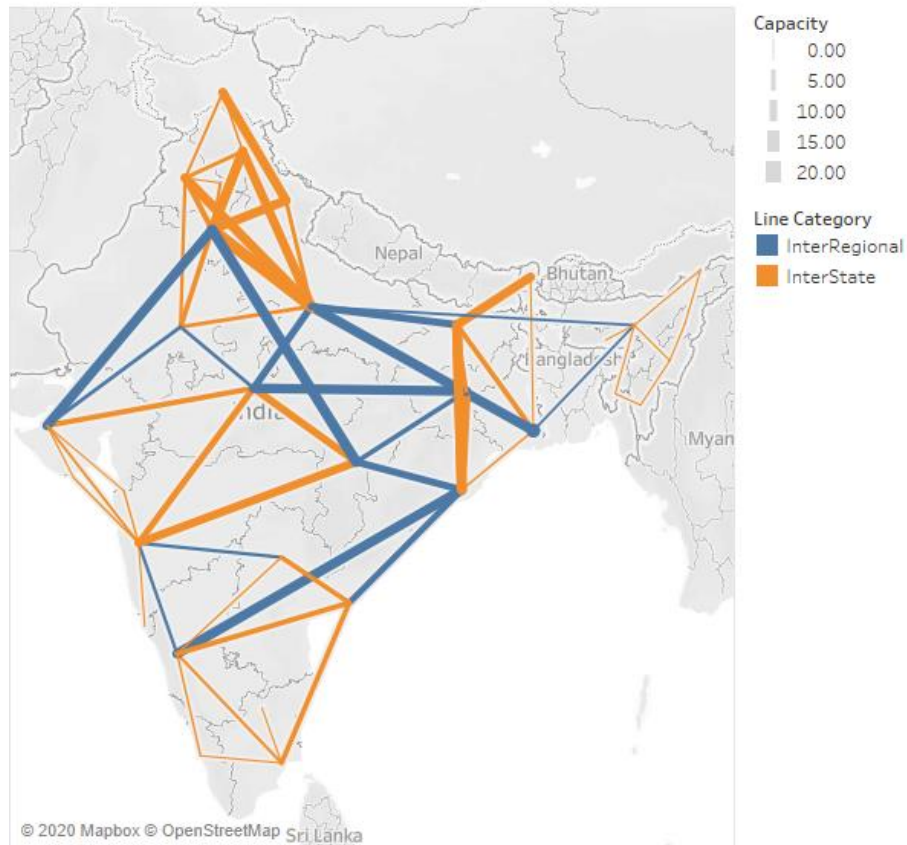 Capacity
0.00
5.00
10.00
15.00
20.00
Line Category
InterRegional
InterState
Nepal
Bhutan
Bangladesh
India
Myan
© 2020 Mapbox © OpenStreetMap
Sri Lanka